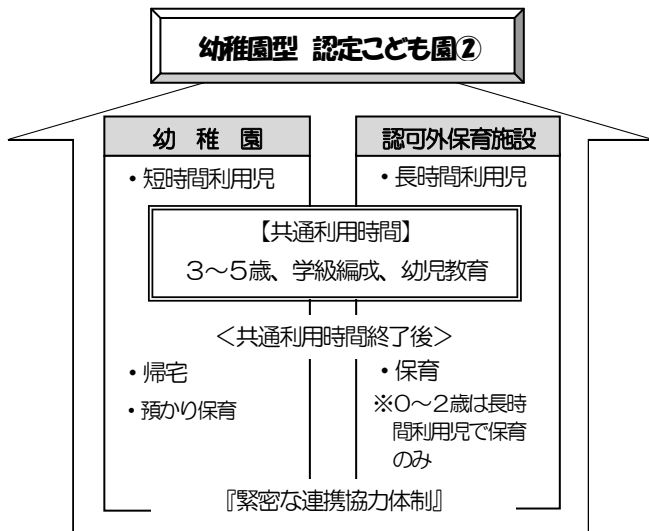 幼稚園型 認定こども園②
幼 稚 園
認可外保育施設
・短時間利用児
・長時間利用児
【共通利用時間】
3～5歳、学級編成、幼児教育
＜共通利用時間終了後＞
・帰宅
・預かり保育
・保育
※0～2歳は長時
間利用児で保育
のみ
『緊密な連携協力体制』